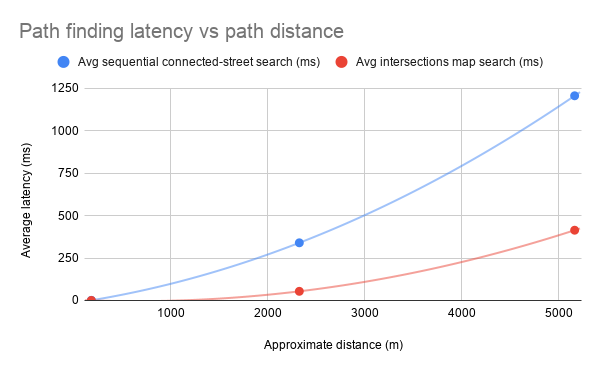 Path finding latency vs path distance
Avg sequential connected-street search (ms) Avg intersections map search (ms)
1250
1000
750
500
250
0
Average latency (ms)
1000 2000 3000 4000 5000
Approximate distance (m)